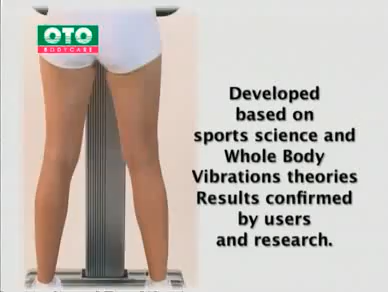 OTO
BODYCARE
Developed
based on
sports science and
Whole Body
Vibrations theories
Results confirmed
by users
and research.